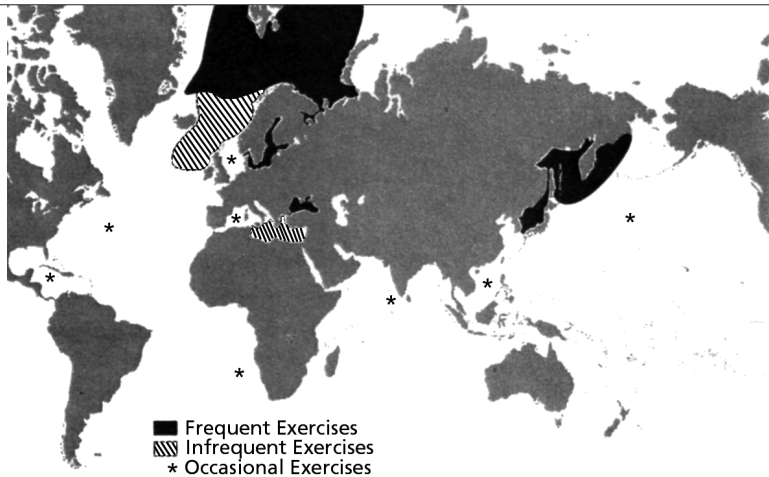 Frequent Exercises
Infrequent Exercises
* Occasional Exercises